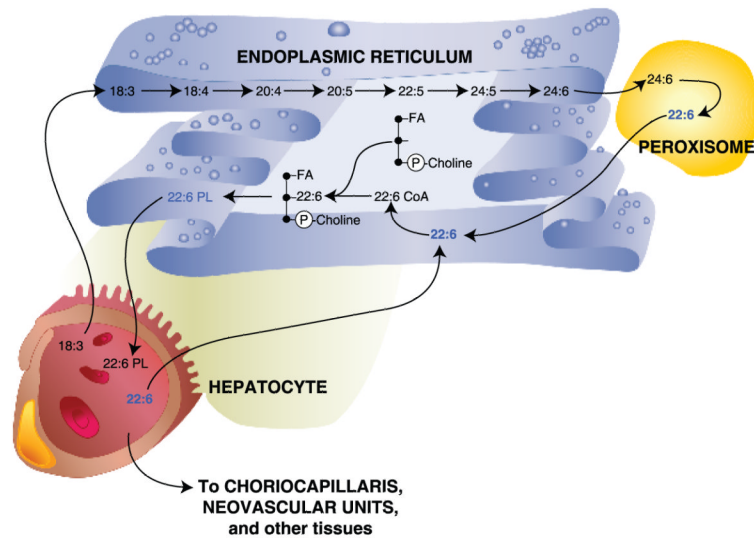 ENDOPLASMIC RETICULUM
18:3 18:4 20:4 20:5 22:5 24:5 24:6
24:6
22:6
PEROXISOME
FA
P Choline
FA
22:6 PL
22:6
22:6 CoA
P Choline
22:6
18:3
22:6 PL
22:6
HEPATOCYTE
To CHORIOCAPILLARIS,
NEOVASCULAR UNITS,
and other tissues